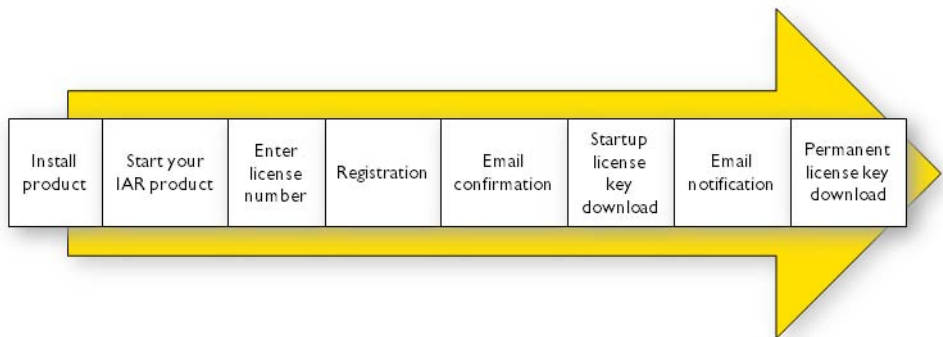 Install
product
Start your
IAR product
Enter
license
number
Registration
Email
confirmation
Startup
license
key
download
Email
notification
Permanent
license key
download